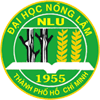 ĐẠI HỌC NÔNG LÂM
NLU
1955
THÀNH PHỐ HỒ CHÍ MINH